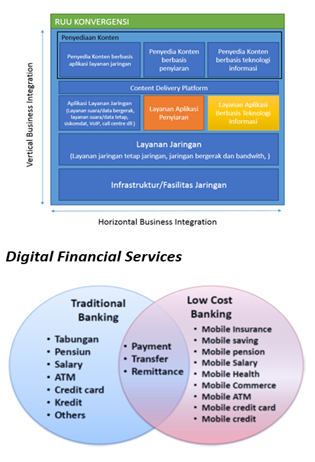 RUU KONVERGENSI
Penyediaan Konten
Penyedia Konten berbasis
aplikasi layanan jaringan
Penyedia Konten
berbasis
penyiaran
Penyedia Konten
berbasis teknologi
informasi
Content Delivery Platform
Aplikasi Layanan Jaringan
(Layanan suara/data bergerak,
layanan suara/data tetap,
siskomdat, VoIP, call centre dll )
Layanan Aplikasi
Penyiaran
Layanan Aplikasi
Berbasis Teknologi
Informasi
Layanan Jaringan
(Layanan jaringan tetap jaringan, jaringan bergerak dan bandwith, )
Infrastruktur/Fasilitas Jaringan
Vertical Business Integration
Horizontal Business Integration
Digital Financial Services
Traditional
Banking
• Tabungan
• Pensiun
• Salary
• ATM
• Credit card
• Kredit
• Others
• Payment
• Transfer
• Remittance
Low Cost
Banking
• Mobile Insurance
• Mobile saving
• Mobile pension
• Mobile Salary
• Mobile Health
• Mobile Commerce
• Mobile ATM
• Mobile credit card
• Mobile credit